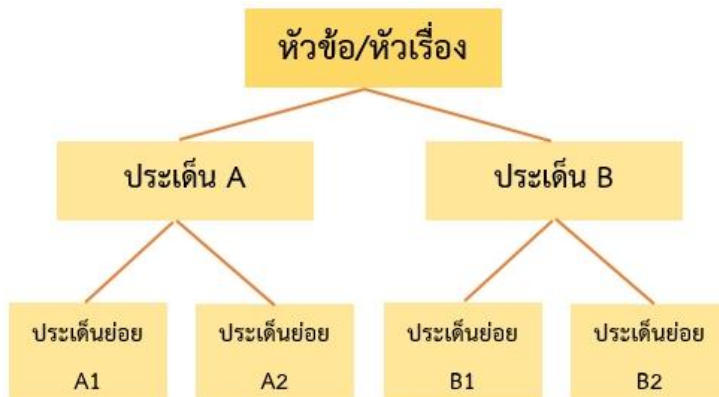 หัวข้อ/หัวเรื่อง
ประเด็น A
ประเด็น B
ประเด็นย่อย
A1
ประเด็นย่อย
A2
ประเด็นย่อย
B1
ประเด็นย่อย
B2